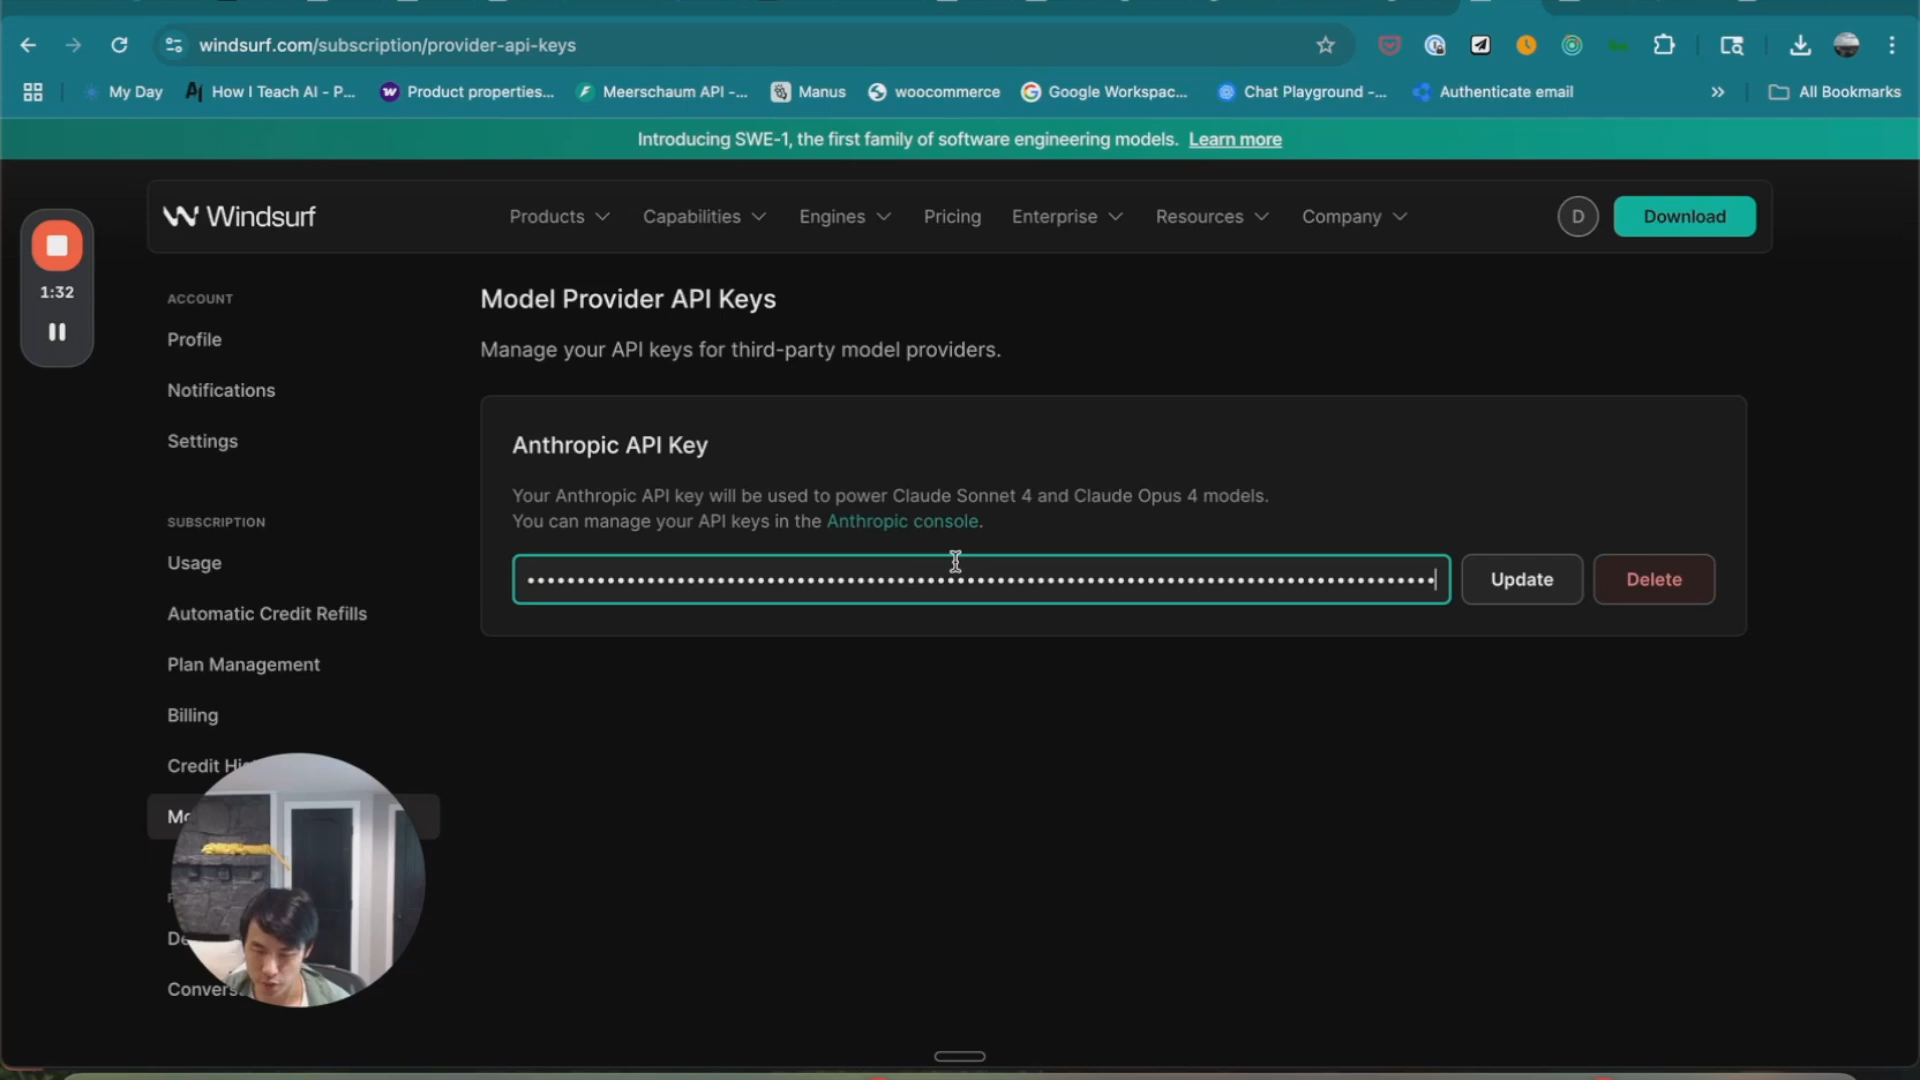 windsurf.com/subscription/provider-api-keys
My Day
How I Teach AI - P...
Product properties...
Meerschaum API -...
Manus
woocommerce
Google Workspac...
Chat Playground -...
Authenticate email
All Bookmarks
Introducing SWE-1, the first family of software engineering models. Learn more
Windsurf
Products
Capabilities
Engines
Pricing
Enterprise
Resources
Company
D
Download
1:32
ACCOUNT
Profile
Notifications
Settings
SUBSCRIPTION
Usage
Automatic Credit Refills
Plan Management
Billing
Credit
Model Provider API Keys
Manage your API keys for third-party model providers.
Anthropic API Key
Your Anthropic API key will be used to power Claude Sonnet 4 and Claude Opus 4 models.
You can manage your API keys in the Anthropic console.
Update
Delete